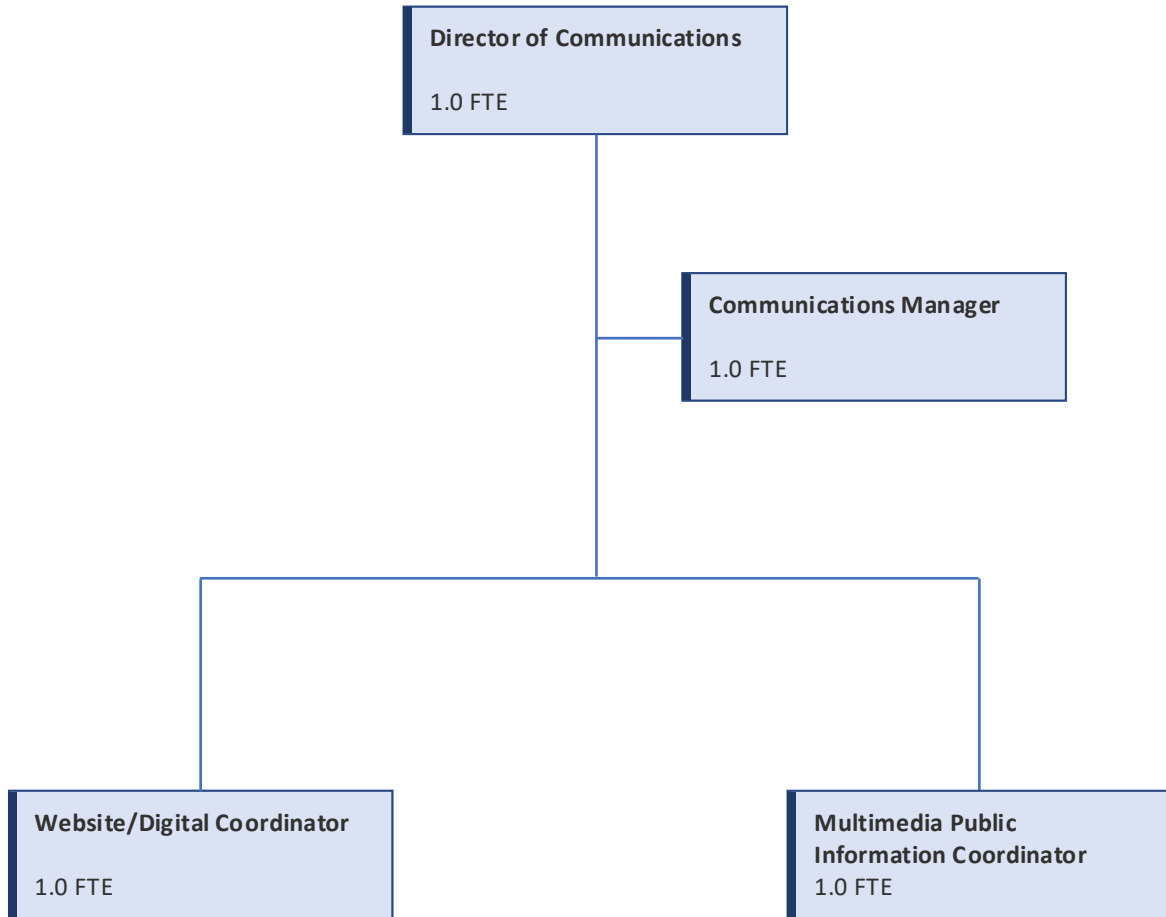 Director of Communications
1.0 FTE
Communications Manager
1.0 FTE
Website/Digital Coordinator
1.0 FTE
Multimedia Public
Information Coordinator
1.0 FTE